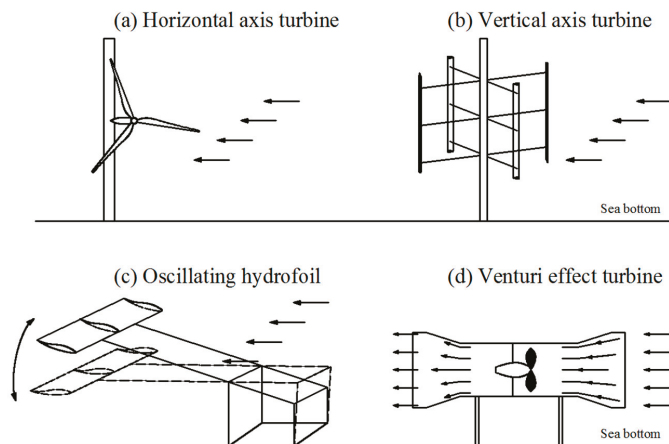 (a) Horizontal axis turbine
(b) Vertical axis turbine
Sea bottom
(c) Oscillating hydrofoil
(d) Venturi effect turbine
Sea bottom